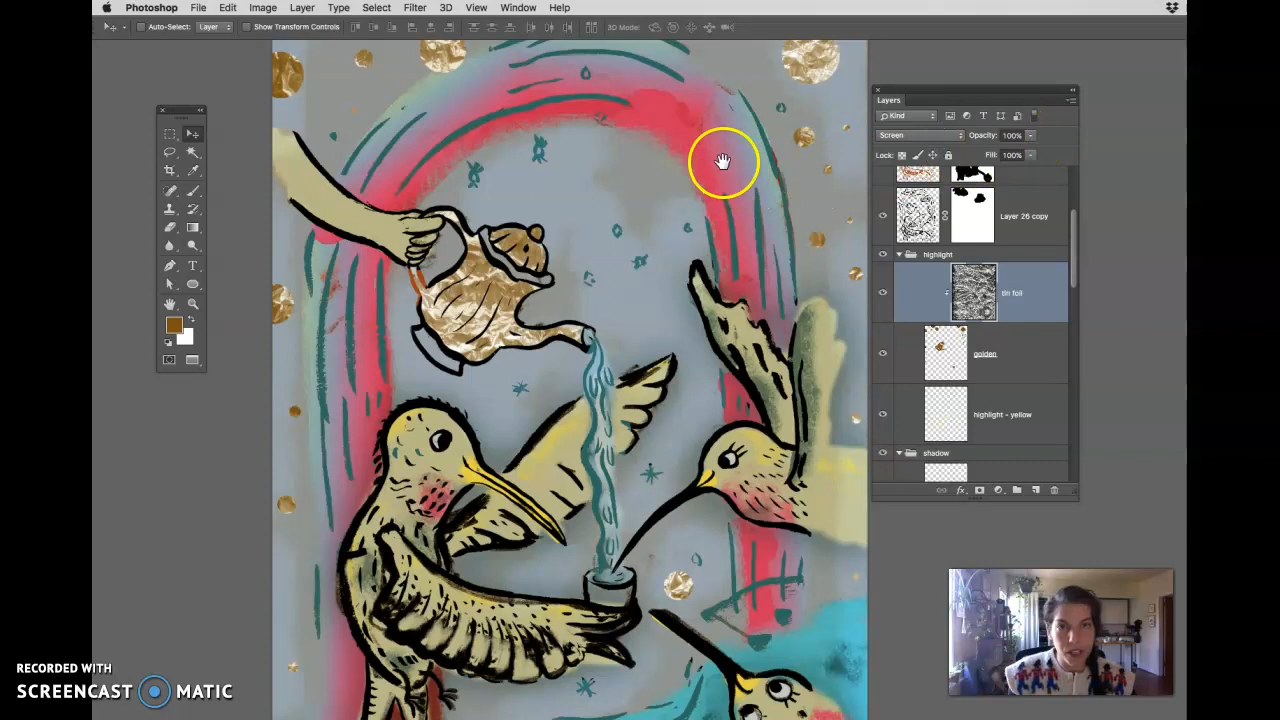 Photoshop File Edit Image Layer Type Select Filter 3D View Window Help
Auto-Select: Layer Show Transform Controls 3D Mode:
Layers
Kind
Screen Opacity: 100%
Lock: Fill: 100%
Layer 26 copy
highlight
tin foil
golden
highlight - yellow
shadow
fx
RECORDED WITH
SCREENCAST MATIC